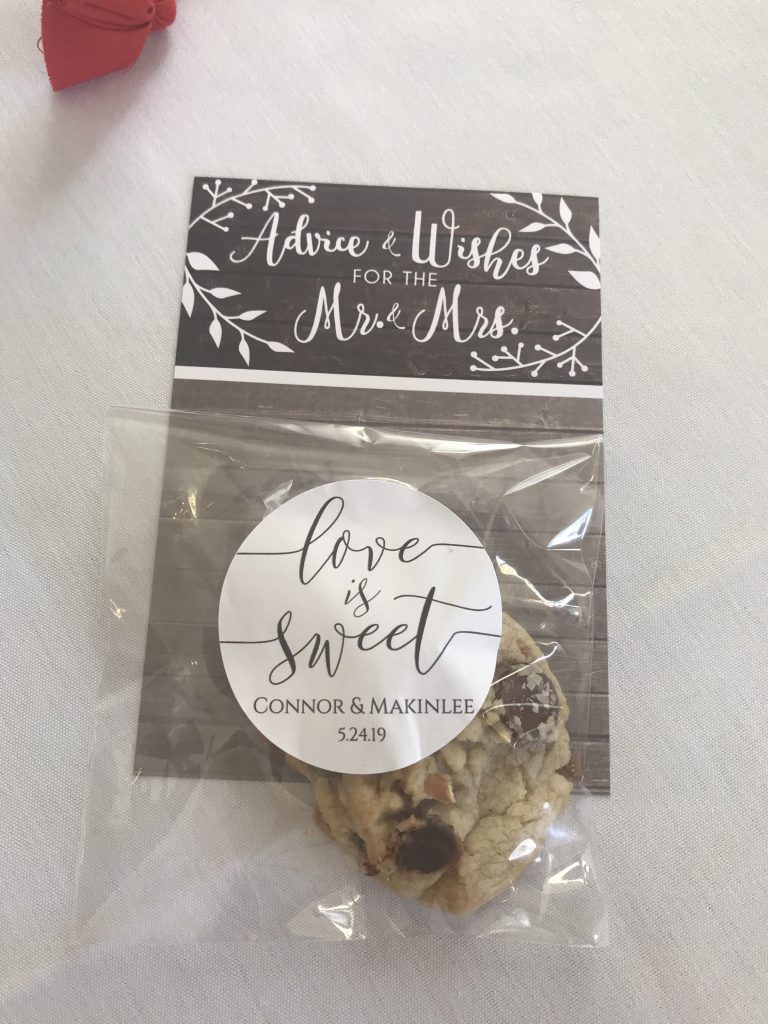 Advice & Wishes
FOR THE
Mr. & Mrs.
love
is
sweet
CONNOR & MAKINLEE
5.24.19